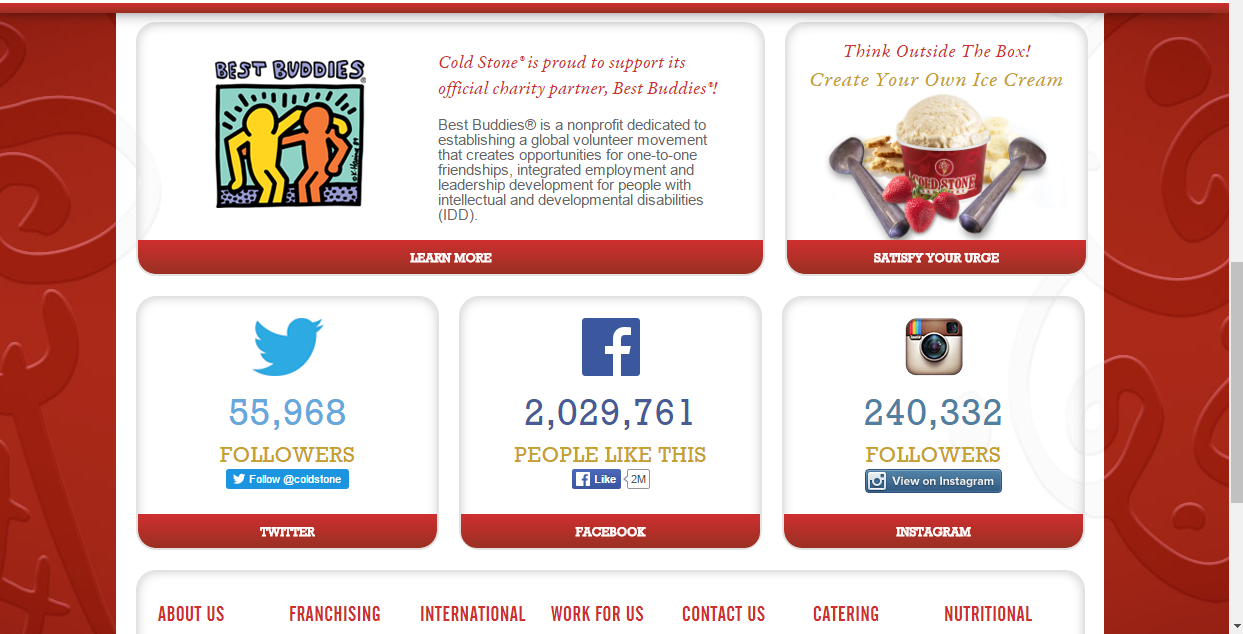 BEST BUDDIES®
Cold Stone® is proud to support its
official charity partner, Best Buddies®!
Best Buddies® is a nonprofit dedicated to
establishing a global volunteer movement
that creates opportunities for one-to-one
friendships, integrated employment and
leadership development for people with
intellectual and developmental disabilities
(IDD).
LEARN MORE
Think Outside The Box!
Create Your Own Ice Cream
COLD STONE
SATISFY YOUR URGE
55,968
FOLLOWERS
Follow @coldstone
TWITTER
2,029,761
PEOPLE LIKE THIS
Like 2M
FACEBOOK
240,332
FOLLOWERS
View on Instagram
INSTAGRAM
ABOUT US FRANCHISING INTERNATIONAL WORK FOR US CONTACT US CATERING NUTRITIONAL